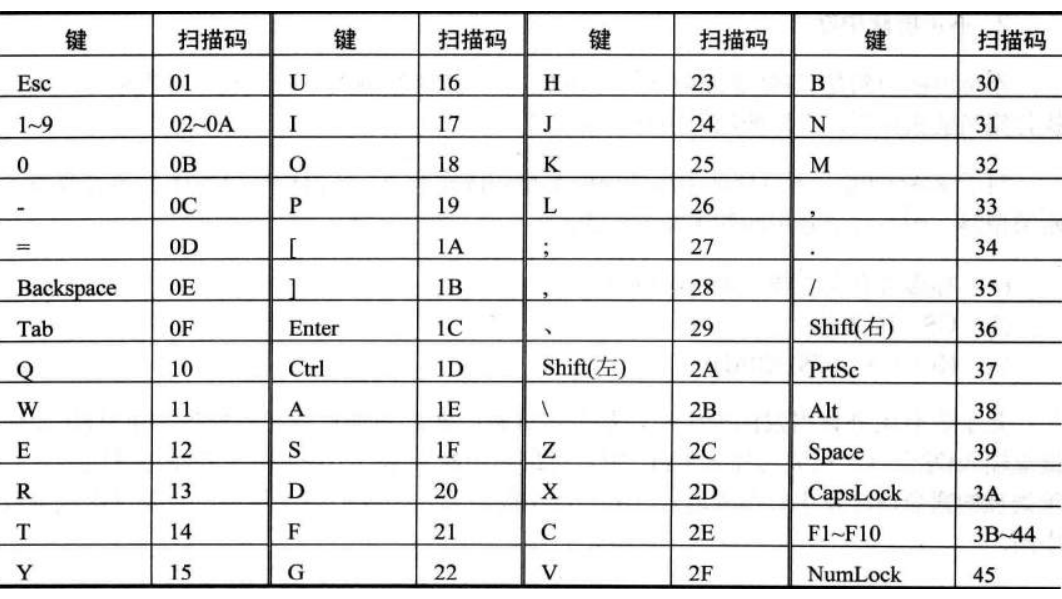 键 扫描码 键 扫描码 键 扫描码 键 扫描码
Esc 01 U 16 H 23 B 30
1~9 02~0A I 17 J 24 N 31
0 0B O 18 K 25 M 32
- 0C P 19 L 26 , 33
= 0D [ 1A ; 27 . 34
Backspace 0E ] 1B , 28 / 35
Tab 0F Enter 1C 、 29 Shift(右) 36
Q 10 Ctrl 1D Shift(左) 2A PrtSc 37
W 11 A 1E \ 2B Alt 38
E 12 S 1F Z 2C Space 39
R 13 D 20 X 2D CapsLock 3A
T 14 F 21 C 2E F1~F10 3B~44
Y 15 G 22 V 2F NumLock 45